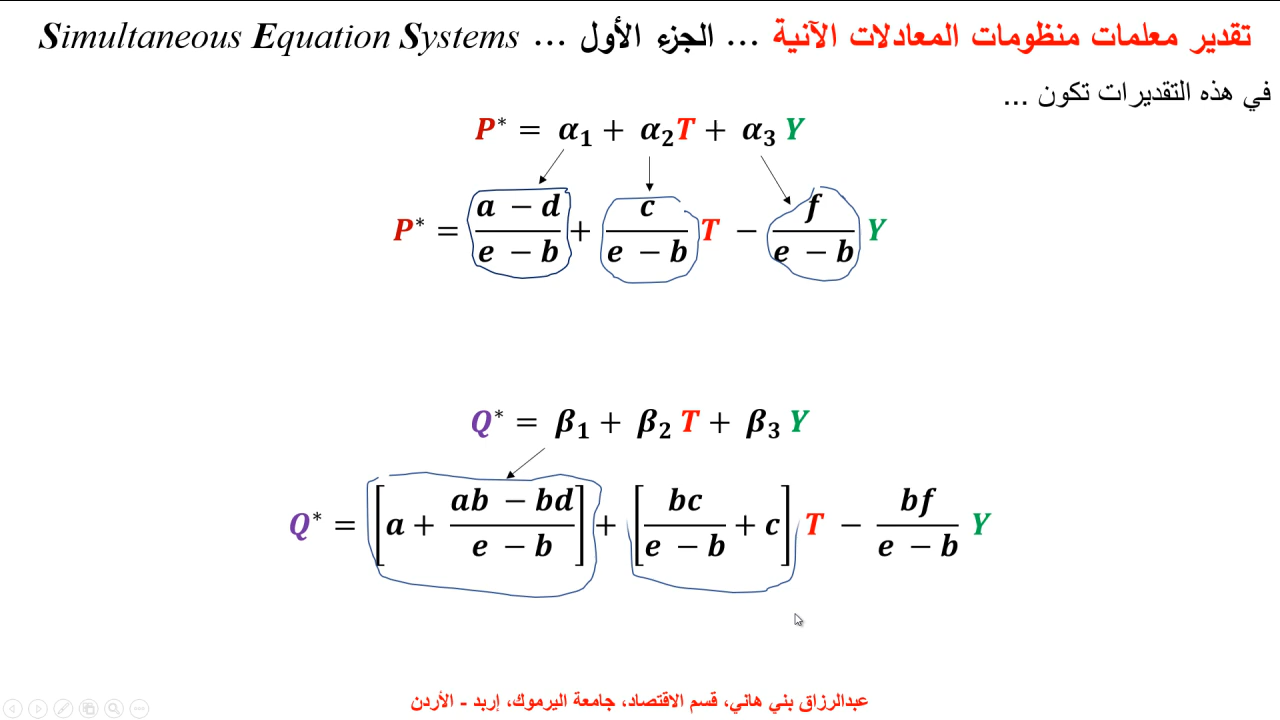 تقدير معلمات منظومات المعادلات الآنية ... الجزء الأول ... Simultaneous Equation Systems
في هذه التقديرات تكون ...
P* = α₁ + α₂T + α₃ Y
P* = (a − d)/(e − b) + c/(e − b) T − f/(e − b) Y
Q* = β₁ + β₂ T + β₃ Y
Q* = [a + (ab − bd)/(e − b)] + [bc/(e − b) + c] T − bf/(e − b) Y
عبدالرزاق بني هاني، قسم الاقتصاد، جامعة اليرموك، إربد - الأردن